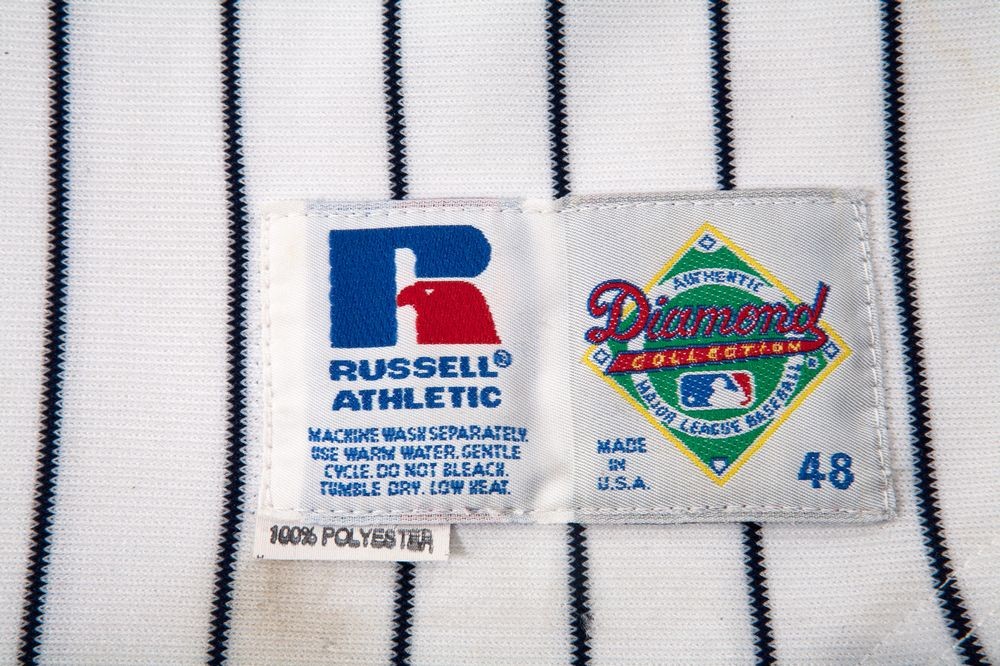 RUSSELL®
ATHLETIC
MACHINE WASH SEPARATELY.
USE WARM WATER. GENTLE
CYCLE. DO NOT BLEACH.
TUMBLE DRY. LOW HEAT.
100% POLYESTER
AUTHENTIC
Diamond
COLLECTION
MAJOR LEAGUE BASEBALL
MADE
IN
U.S.A.
48